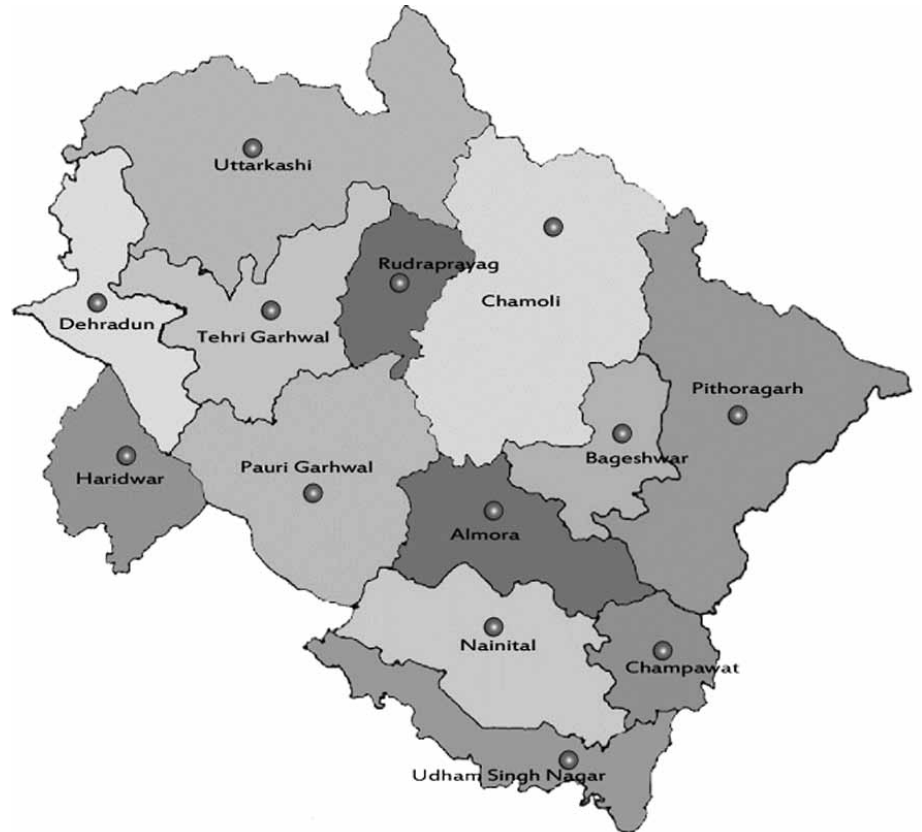 Uttarkashi
Rudraprayag
Chamoli
Dehradun
Tehri Garhwal
Pithoragarh
Bageshwar
Pauri Garhwal
Haridwar
Almora
Nainital
Champawat
Udham Singh Nagar